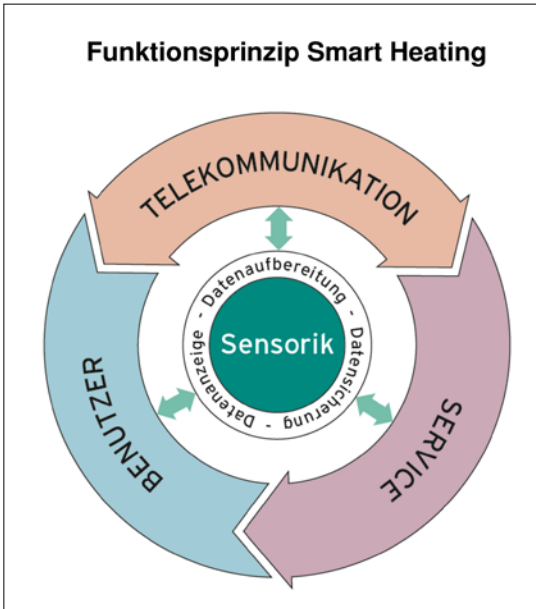 Funktionsprinzip Smart Heating
TELEKOMMUNIKATION
Datenanzeige - Datenaufbereitung - Datensicherung -
Sensorik
BENUTZER
SERVICE